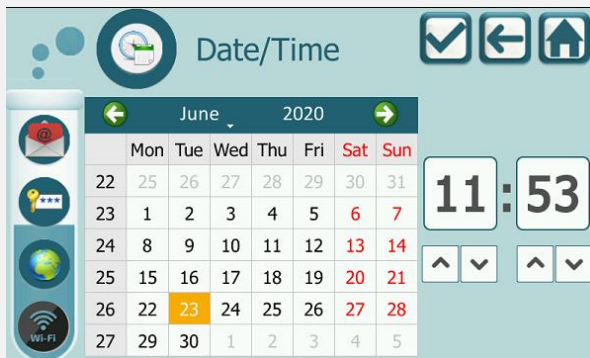 Date/Time
June 2020
Mon Tue Wed Thu Fri Sat Sun
22 25 26 27 28 29 30 31
23 1 2 3 4 5 6 7
24 8 9 10 11 12 13 14
25 15 16 17 18 19 20 21
26 22 23 24 25 26 27 28
27 29 30 1 2 3 4 5
11:53
@
***
Wi-Fi